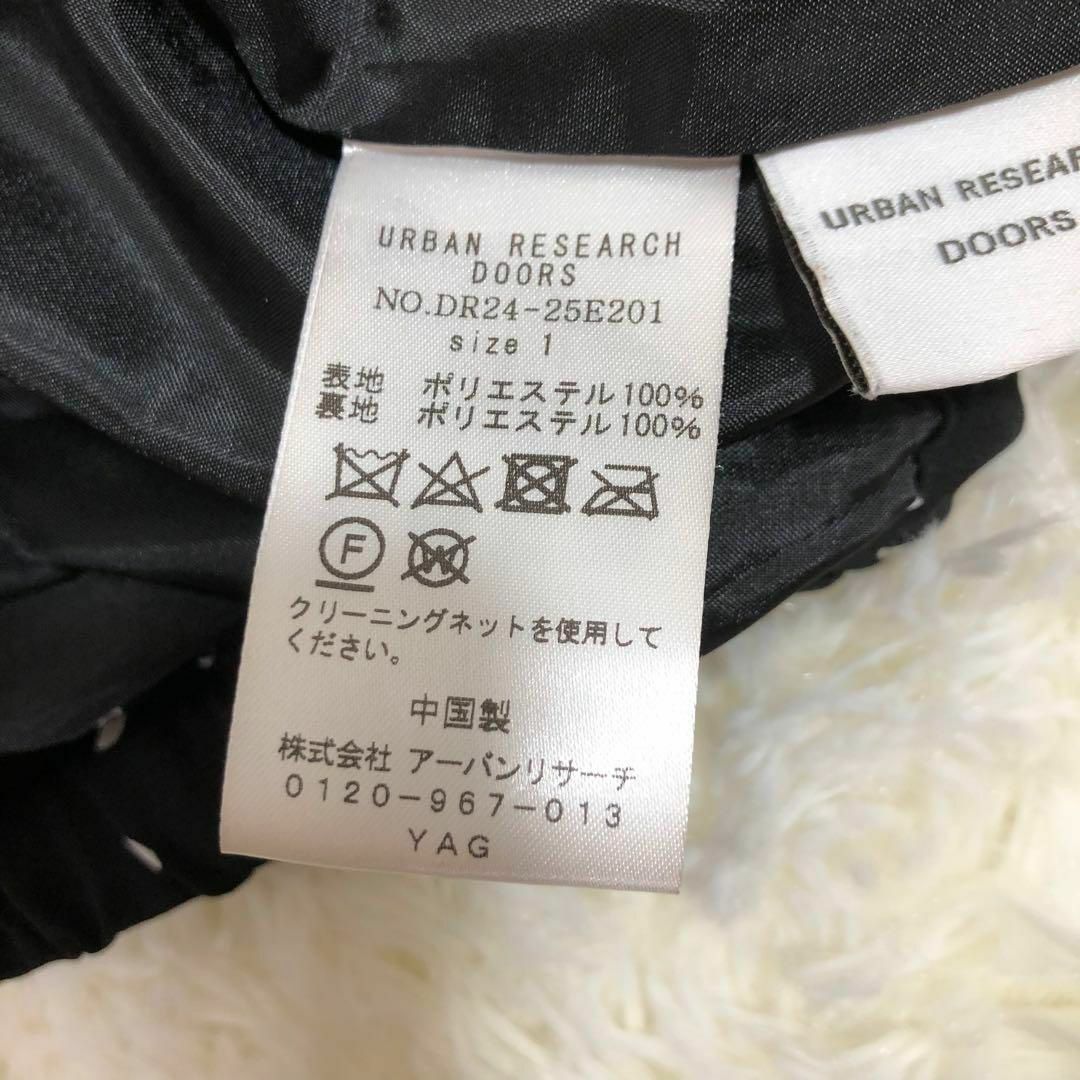 URBAN RESEARCH
DOORS
NO.DR24-25E201
size 1
表地 ポリエステル100%
裏地 ポリエステル100%
F W
クリーニングネットを使用して
ください。
中国製
株式会社 アーバンリサーチ
0120-967-013
YAG
URBAN
DOORS